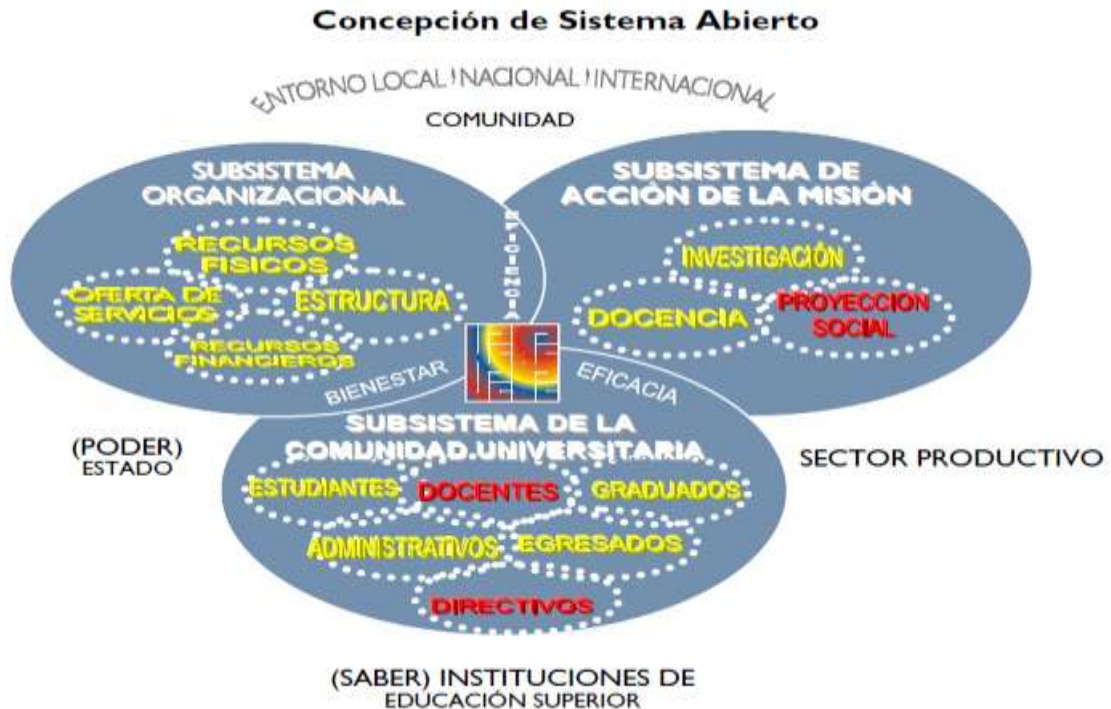 Concepción de Sistema Abierto
ENTORNO LOCAL NACIONAL INTERNACIONAL
COMUNIDAD
SUBSISTEMA
ORGANIZACIONAL
RECURSOS
FISICOS
OFERTA DE
SERVICIOS
ESTRUCTURA
RECURSOS
FINANCIEROS
EFICIENCIA
SUBSISTEMA DE
ACCIÓN DE LA MISIÓN
INVESTIGACIÓN
DOCENCIA
PROYECCION
SOCIAL
BIENESTAR
EFICACIA
SUBSISTEMA DE LA
COMUNIDAD.UNIVERSITARIA
ESTUDIANTES
DOCENTES
GRADUADOS
ADMINISTRATIVOS
EGRESADOS
DIRECTIVOS
(PODER)
ESTADO
SECTOR PRODUCTIVO
(SABER) INSTITUCIONES DE
EDUCACIÓN SUPERIOR